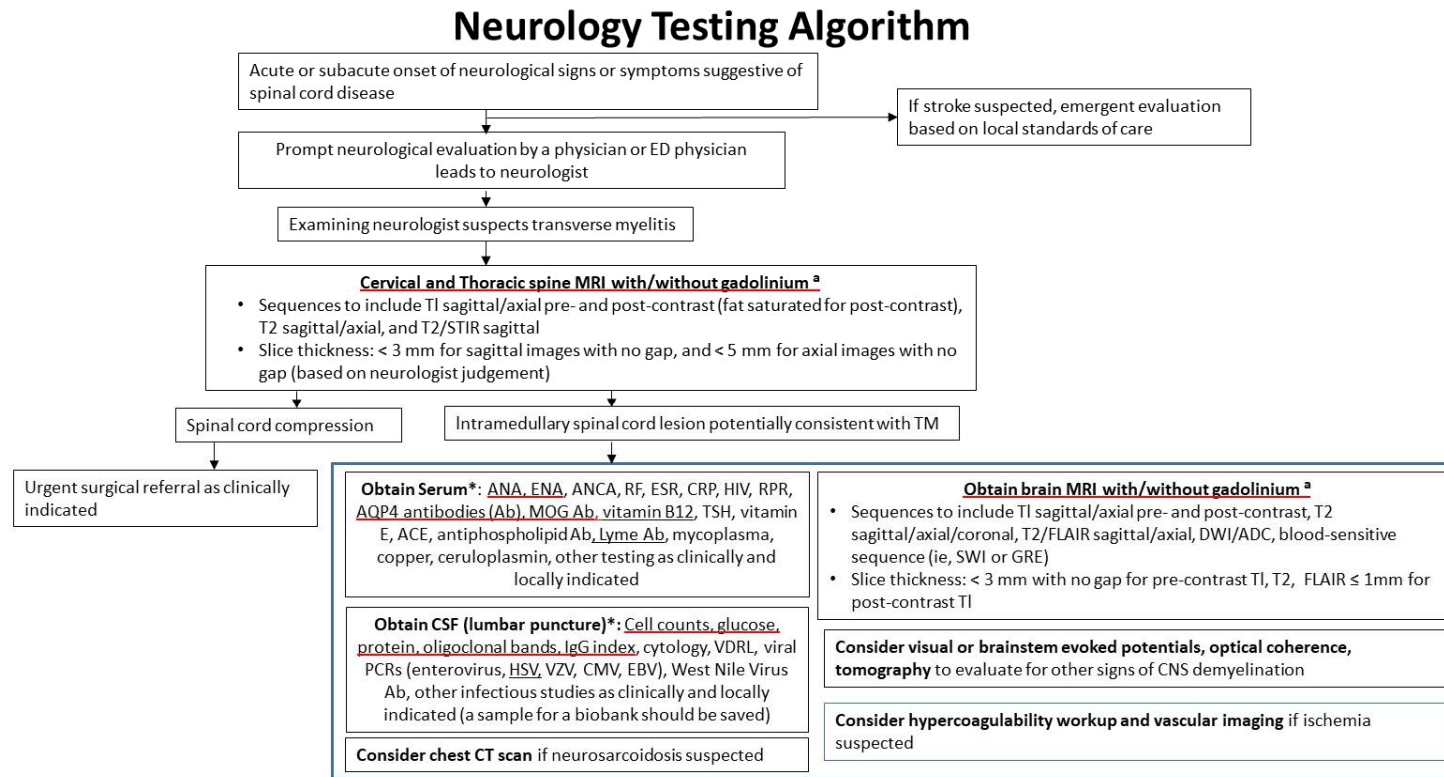 Neurology Testing Algorithm
Acute or subacute onset of neurological signs or symptoms suggestive of
spinal cord disease
If stroke suspected, emergent evaluation
based on local standards of care
Prompt neurological evaluation by a physician or ED physician
leads to neurologist
Examining neurologist suspects transverse myelitis
Cervical and Thoracic spine MRI with/without gadolinium ª
• Sequences to include Tl sagittal/axial pre- and post-contrast (fat saturated for post-contrast),
T2 sagittal/axial, and T2/STIR sagittal
• Slice thickness: < 3 mm for sagittal images with no gap, and < 5 mm for axial images with no
gap (based on neurologist judgement)
Spinal cord compression
Intramedullary spinal cord lesion potentially consistent with TM
Urgent surgical referral as clinically
indicated
Obtain Serum*: ANA, ENA, ANCA, RF, ESR, CRP, HIV, RPR,
AQP4 antibodies (Ab), MOG Ab, vitamin B12, TSH, vitamin
E, ACE, antiphospholipid Ab, Lyme Ab, mycoplasma,
copper, ceruloplasmin, other testing as clinically and
locally indicated
Obtain CSF (lumbar puncture)*: Cell counts, glucose,
protein, oligoclonal bands, IgG index, cytology, VDRL, viral
PCRs (enterovirus, HSV, VZV, CMV, EBV), West Nile Virus
Ab, other infectious studies as clinically and locally
indicated (a sample for a biobank should be saved)
Consider chest CT scan if neurosarcoidosis suspected
Obtain brain MRI with/without gadolinium ª
• Sequences to include Tl sagittal/axial pre- and post-contrast, T2
sagittal/axial/coronal, T2/FLAIR sagittal/axial, DWI/ADC, blood-sensitive
sequence (ie, SWI or GRE)
• Slice thickness: < 3 mm with no gap for pre-contrast Tl, T2, FLAIR ≤ 1mm for
post-contrast Tl
Consider visual or brainstem evoked potentials, optical coherence,
tomography to evaluate for other signs of CNS demyelination
Consider hypercoagulability workup and vascular imaging if ischemia
suspected